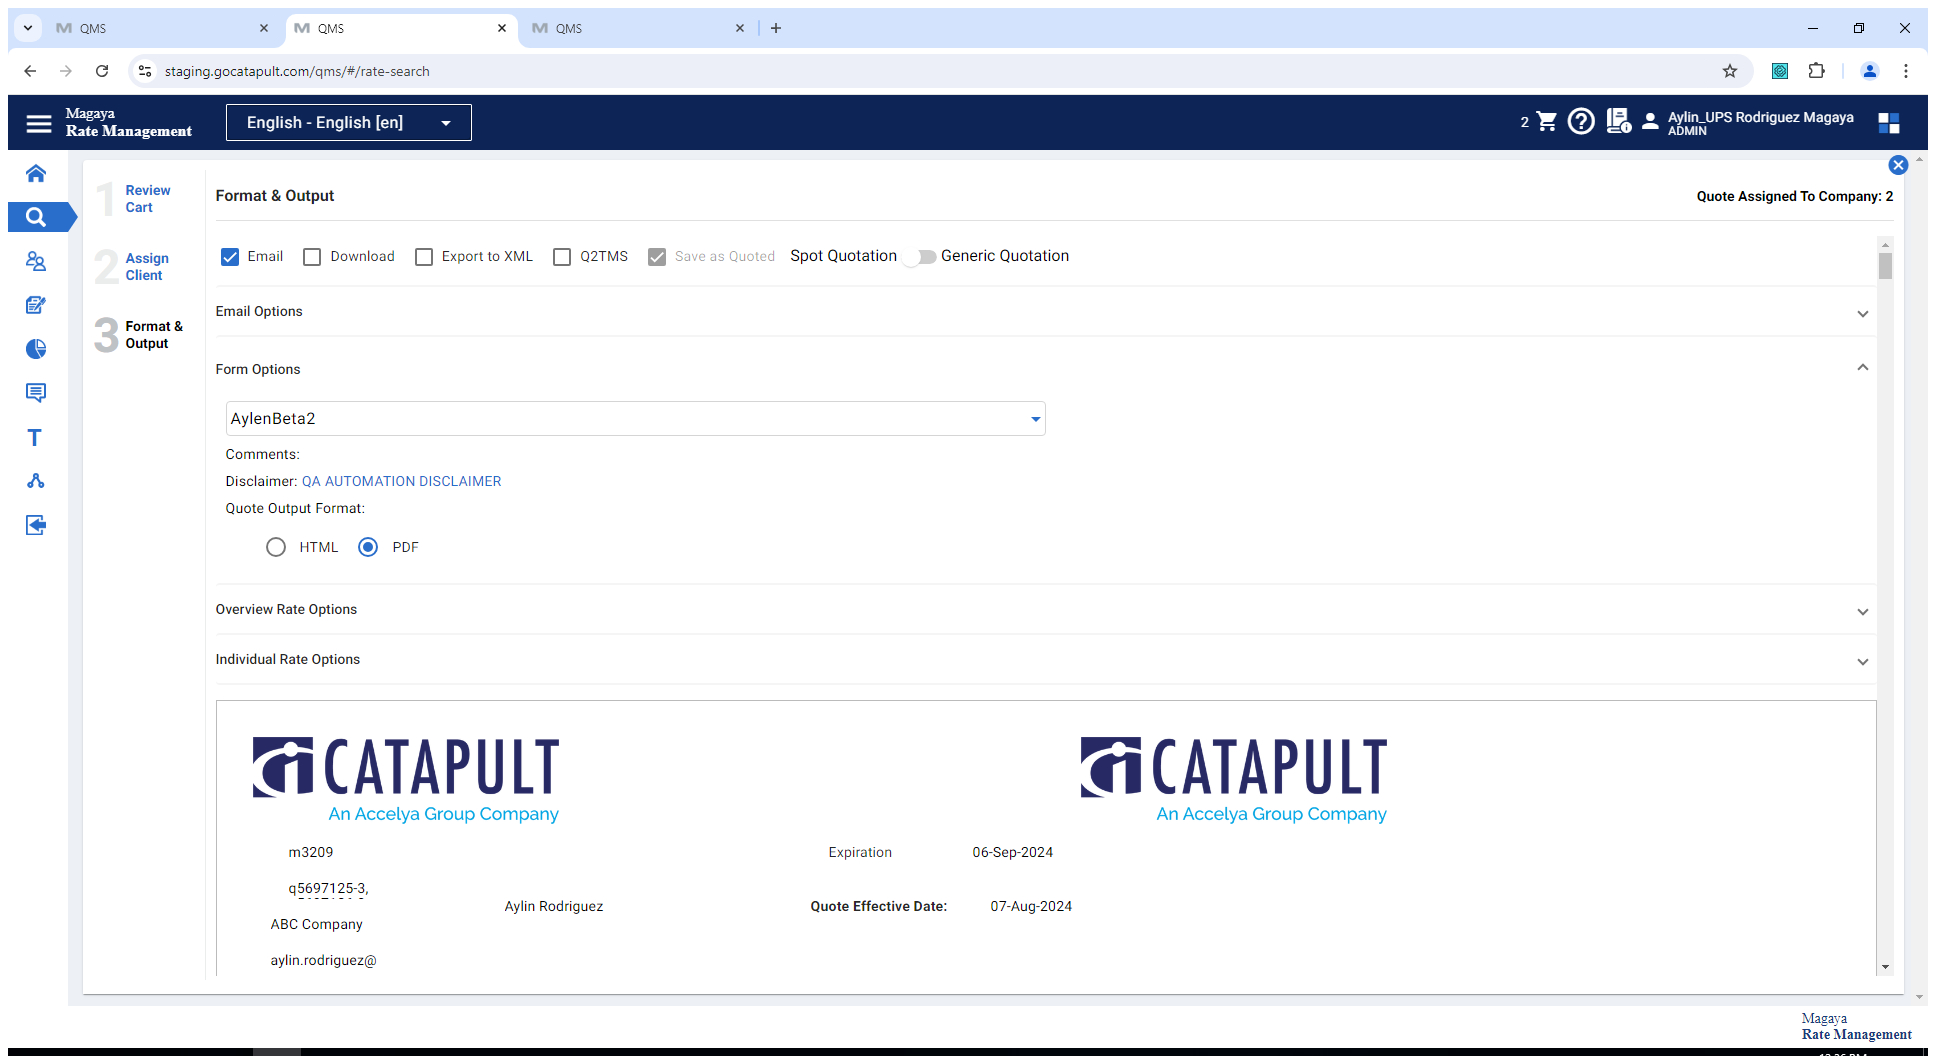 QMS
QMS
QMS
staging.gocatapult.com/qms/#/rate-search
Magaya
Rate Management
English - English [en]
2
Aylin_UPS Rodriguez Magaya
ADMIN
1 Review
Cart
2 Assign
Client
3 Format &
Output
Format & Output
Quote Assigned To Company: 2
Email Download Export to XML Q2TMS Save as Quoted Spot Quotation Generic Quotation
Email Options
Form Options
AylenBeta2
Comments:
Disclaimer: QA AUTOMATION DISCLAIMER
Quote Output Format:
HTML PDF
Overview Rate Options
Individual Rate Options
CATAPULT
An Accelya Group Company
CATAPULT
An Accelya Group Company
m3209
Expiration 06-Sep-2024
q5697125-3,
Aylin Rodriguez
Quote Effective Date: 07-Aug-2024
ABC Company
aylin.rodriguez@
T
Magaya
Rate Management